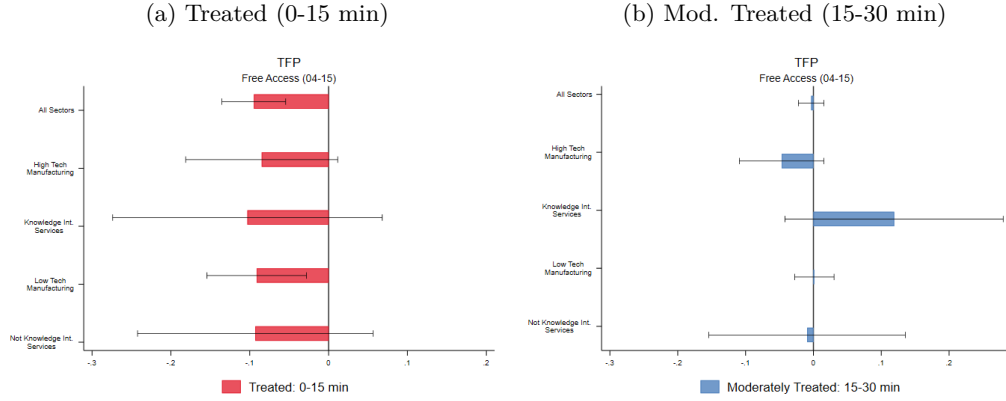 (a) Treated (0-15 min)
(b) Mod. Treated (15-30 min)
TFP
Free Access (04-15)
All Sectors
High Tech
Manufacturing
Knowledge Int.
Services
Low Tech
Manufacturing
Not Knowledge Int.
Services
-.3 -.2 -.1 0 .1 .2
Treated: 0-15 min
TFP
Free Access (04-15)
All Sectors
High Tech
Manufacturing
Knowledge Int.
Services
Low Tech
Manufacturing
Not Knowledge Int.
Services
-.3 -.2 -.1 0 .1 .2
Moderately Treated: 15-30 min